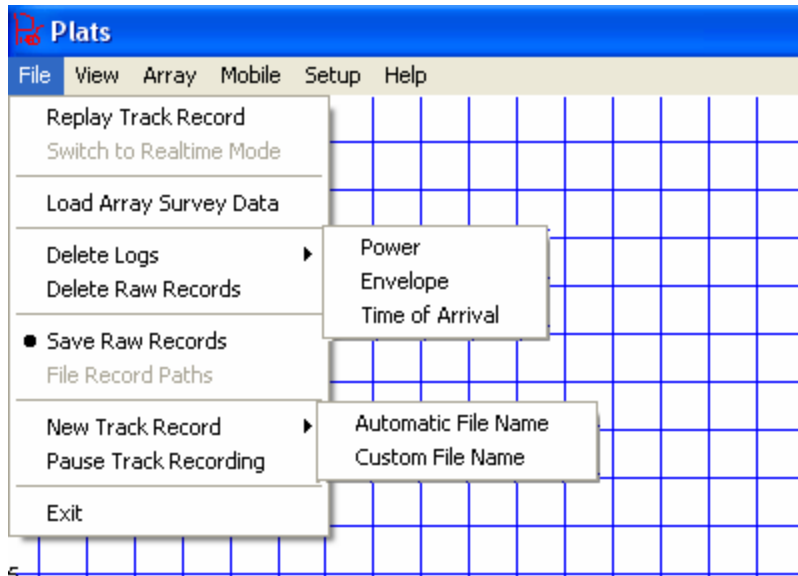 Plats
File View Array Mobile Setup Help
Replay Track Record
Switch to Realtime Mode
Load Array Survey Data
Delete Logs
Delete Raw Records
Power
Envelope
Time of Arrival
Save Raw Records
File Record Paths
New Track Record
Pause Track Recording
Automatic File Name
Custom File Name
Exit